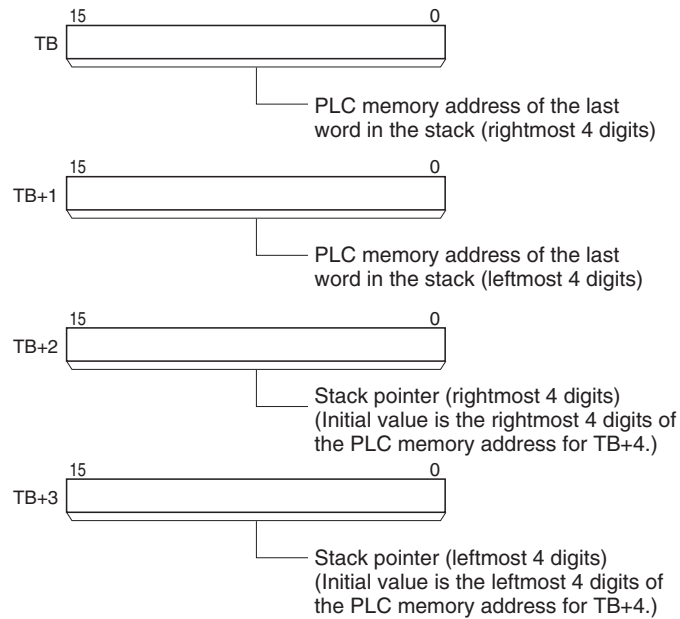 15 0
TB
PLC memory address of the last
word in the stack (rightmost 4 digits)
15 0
TB+1
PLC memory address of the last
word in the stack (leftmost 4 digits)
15 0
TB+2
Stack pointer (rightmost 4 digits)
(Initial value is the rightmost 4 digits of
the PLC memory address for TB+4.)
15 0
TB+3
Stack pointer (leftmost 4 digits)
(Initial value is the leftmost 4 digits of
the PLC memory address for TB+4.)